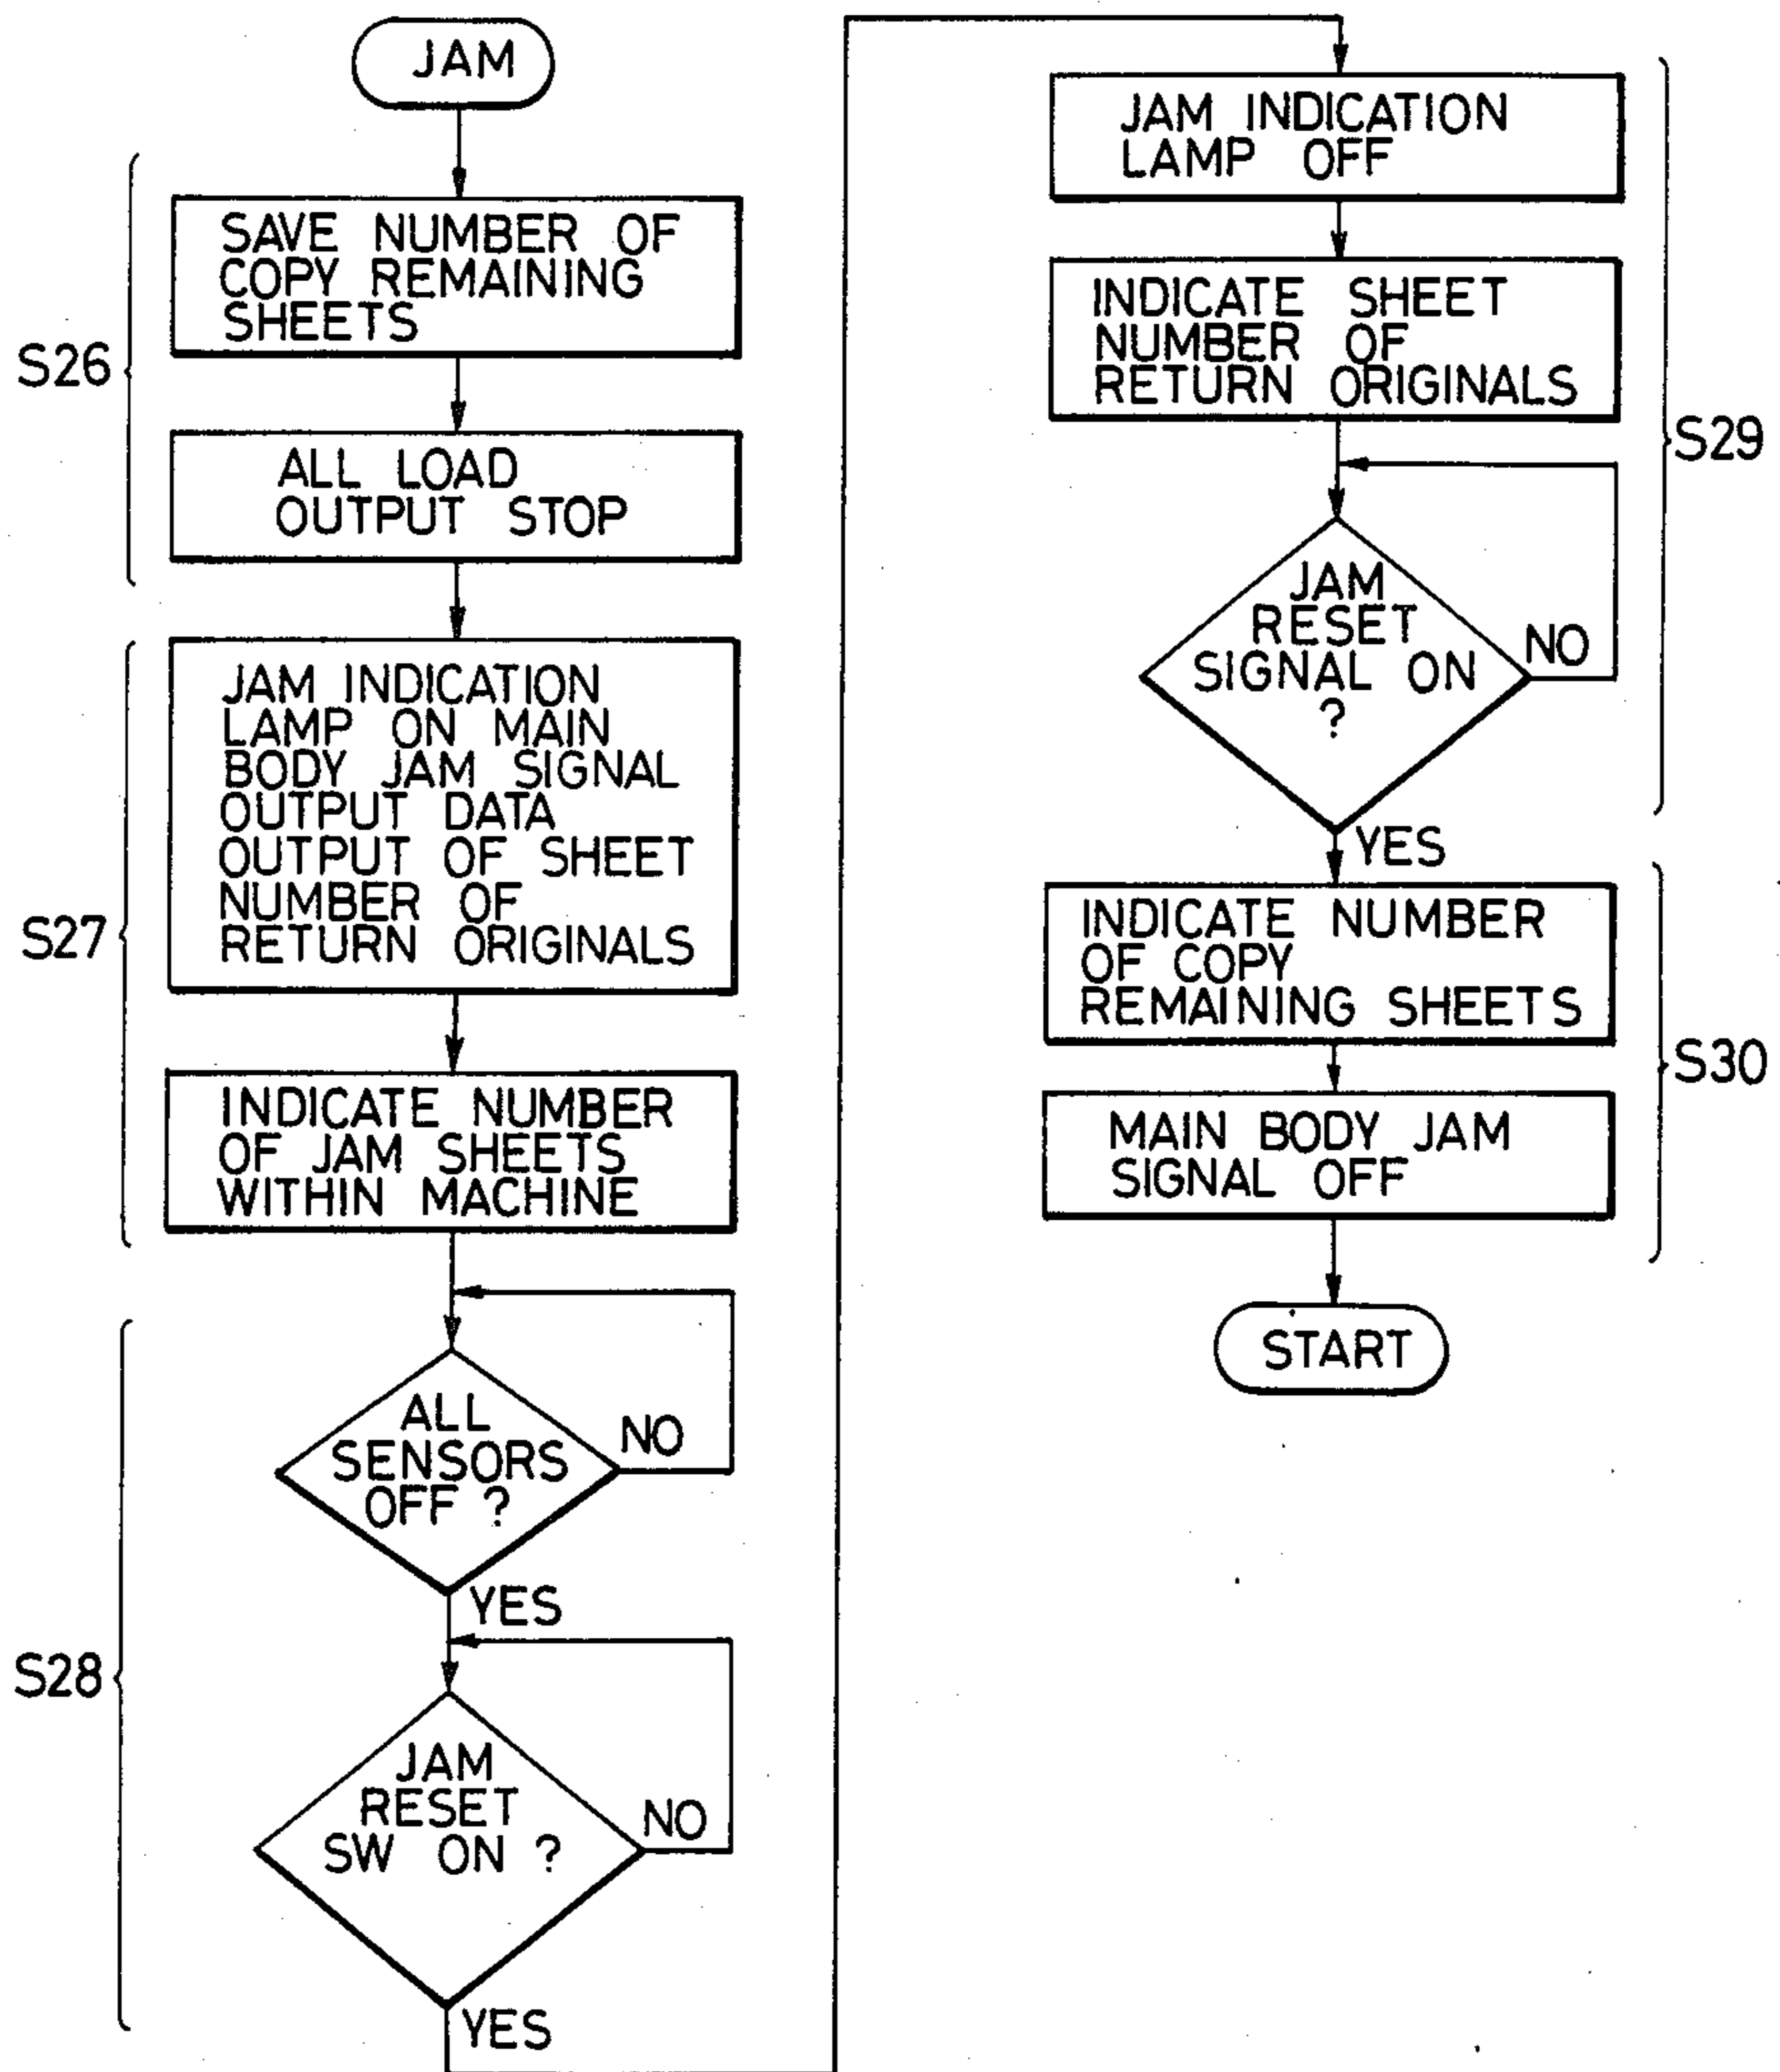 JAM
S26
SAVE NUMBER OF
COPY REMAINING
SHEETS
ALL LOAD
OUTPUT STOP
S27
JAM INDICATION
LAMP ON MAIN
BODY JAM SIGNAL
OUTPUT DATA
OUTPUT OF SHEET
NUMBER OF
RETURN ORIGINALS
INDICATE NUMBER
OF JAM SHEETS
WITHIN MACHINE
S28
ALL
SENSORS
OFF ?
NO
YES
JAM
RESET
SW ON ?
NO
YES
S29
JAM INDICATION
LAMP OFF
INDICATE SHEET
NUMBER OF
RETURN ORIGINALS
JAM
RESET
SIGNAL ON
?
NO
YES
S30
INDICATE NUMBER
OF COPY
REMAINING SHEETS
MAIN BODY JAM
SIGNAL OFF
START